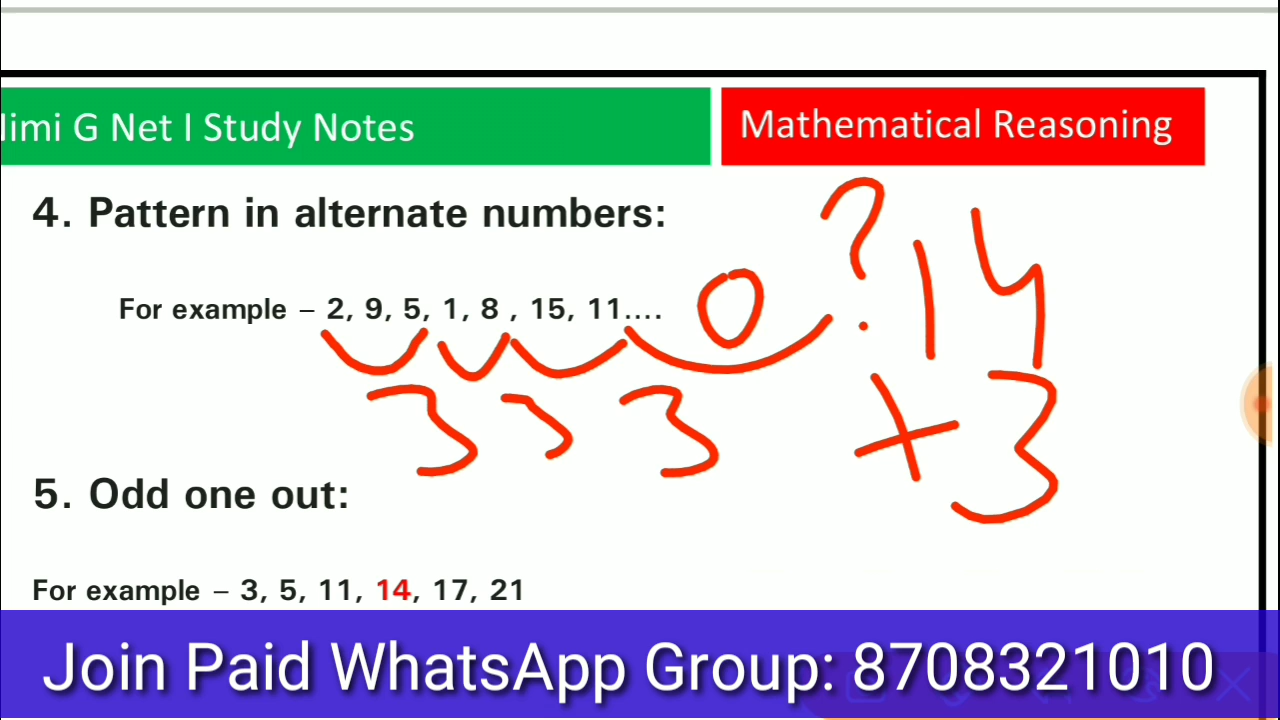 limi G Net I Study Notes
Mathematical Reasoning
4. Pattern in alternate numbers:
? 14
For example – 2, 9, 5, 1, 8 , 15, 11.... 0
3 3 3 + 3
5. Odd one out:
For example – 3, 5, 11, 14, 17, 21
Join Paid WhatsApp Group: 8708321010